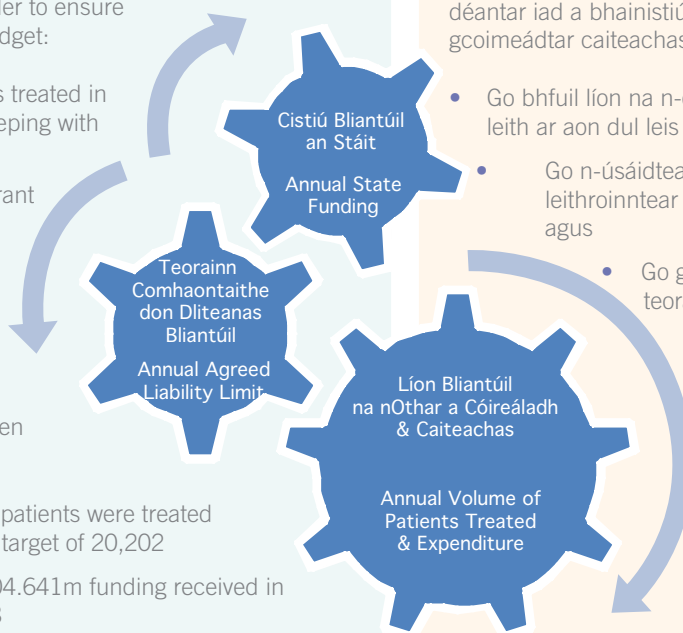 der to ensure
dget:
s treated in
eping with
rant
en
patients were treated
target of 20,202
04.641m funding received in
Cistiú Bliantúil
an Stáit
Annual State
Funding
Teorainn
Comhaontaithe
don Dliteanas
Bliantúil
Annual Agreed
Liability Limit
Líon Bliantúil
na nOthar a Cóireáladh
& Caiteachas
Annual Volume of
Patients Treated
& Expenditure
déantar iad a bhainistiú
gcoimeádtar caiteachas
• Go bhfuil líon na n-
leith ar aon dul leis
• Go n-úsáidtea
leithroinntear
agus
• Go g
teora